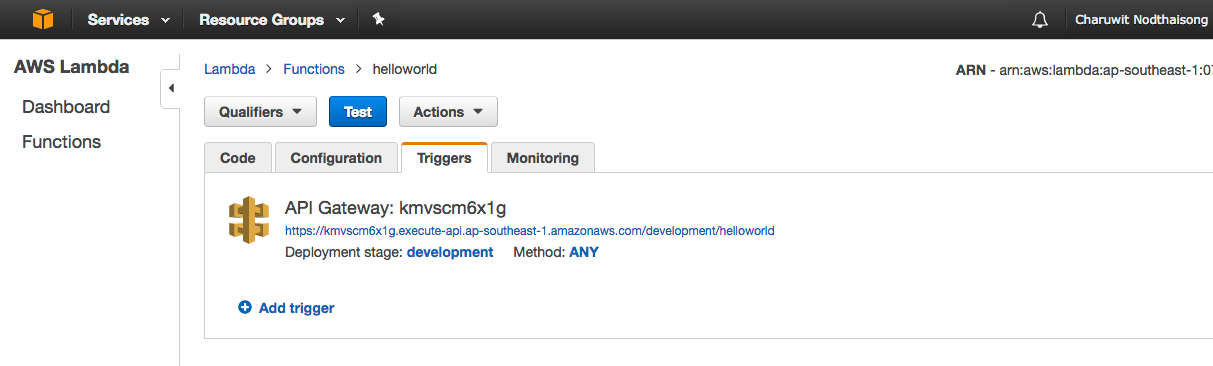 Services Resource Groups Charuwit Nodthaisong
AWS Lambda
Dashboard
Functions
Lambda > Functions > helloworld
ARN - arn:aws:lambda:ap-southeast-1:07
Qualifiers Test Actions
Code Configuration Triggers Monitoring
API Gateway: kmvscm6x1g
https://kmvscm6x1g.execute-api.ap-southeast-1.amazonaws.com/development/helloworld
Deployment stage: development Method: ANY
Add trigger